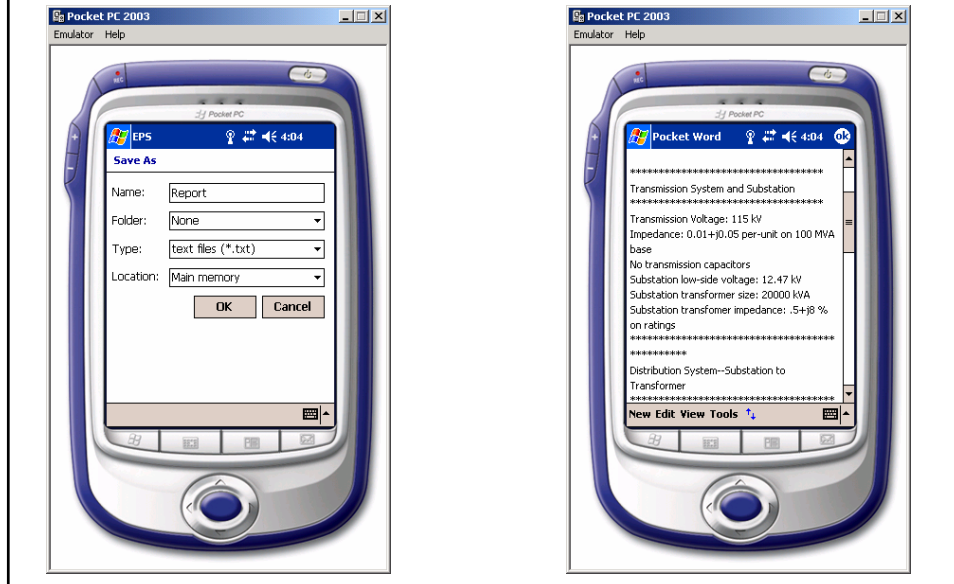 Pocket PC 2003
Emulator Help
REC
Pocket PC
EPS 4:04
Save As
Name: Report
Folder: None
Type: text files (*.txt)
Location: Main memory
OK Cancel
Pocket PC 2003
Emulator Help
REC
Pocket PC
Pocket Word 4:04 ok
************************************
Transmission System and Substation
************************************
Transmission Voltage: 115 kV
Impedance: 0.01+j0.05 per-unit on 100 MVA
base
No transmission capacitors
Substation low-side voltage: 12.47 kV
Substation transformer size: 20000 kVA
Substation transfomer impedance: .5+j8 %
on ratings
**************************************
***********
Distribution System--Substation to
Transformer
**************************************
New Edit View Tools